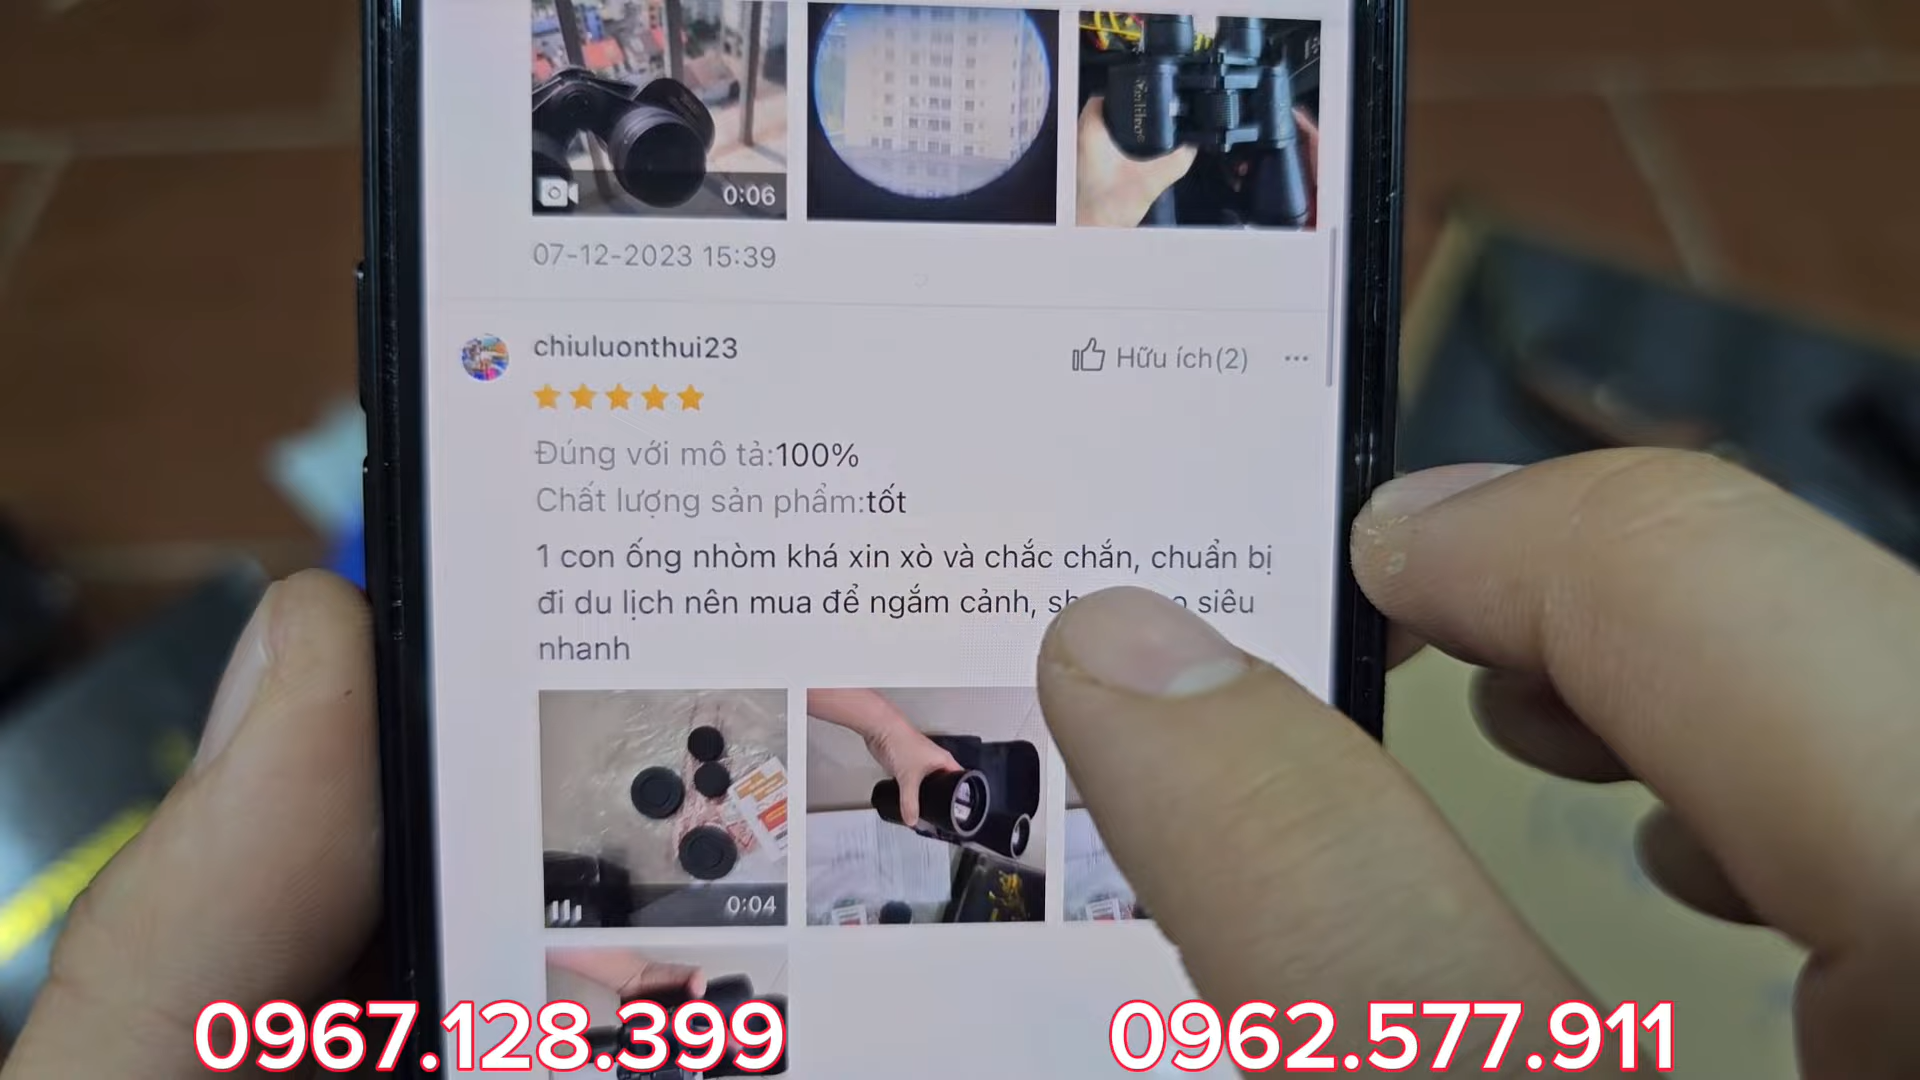 0:06
07-12-2023 15:39
chiuluonthui23
Hữu ích(2)
Đúng với mô tả:100%
Chất lượng sản phẩm:tốt
1 con ống nhòm khá xin xò và chắc chắn, chuẩn bị
đi du lịch nên mua để ngắm cảnh, siêu
nhanh
0:04
0967.128.399
0962.577.911